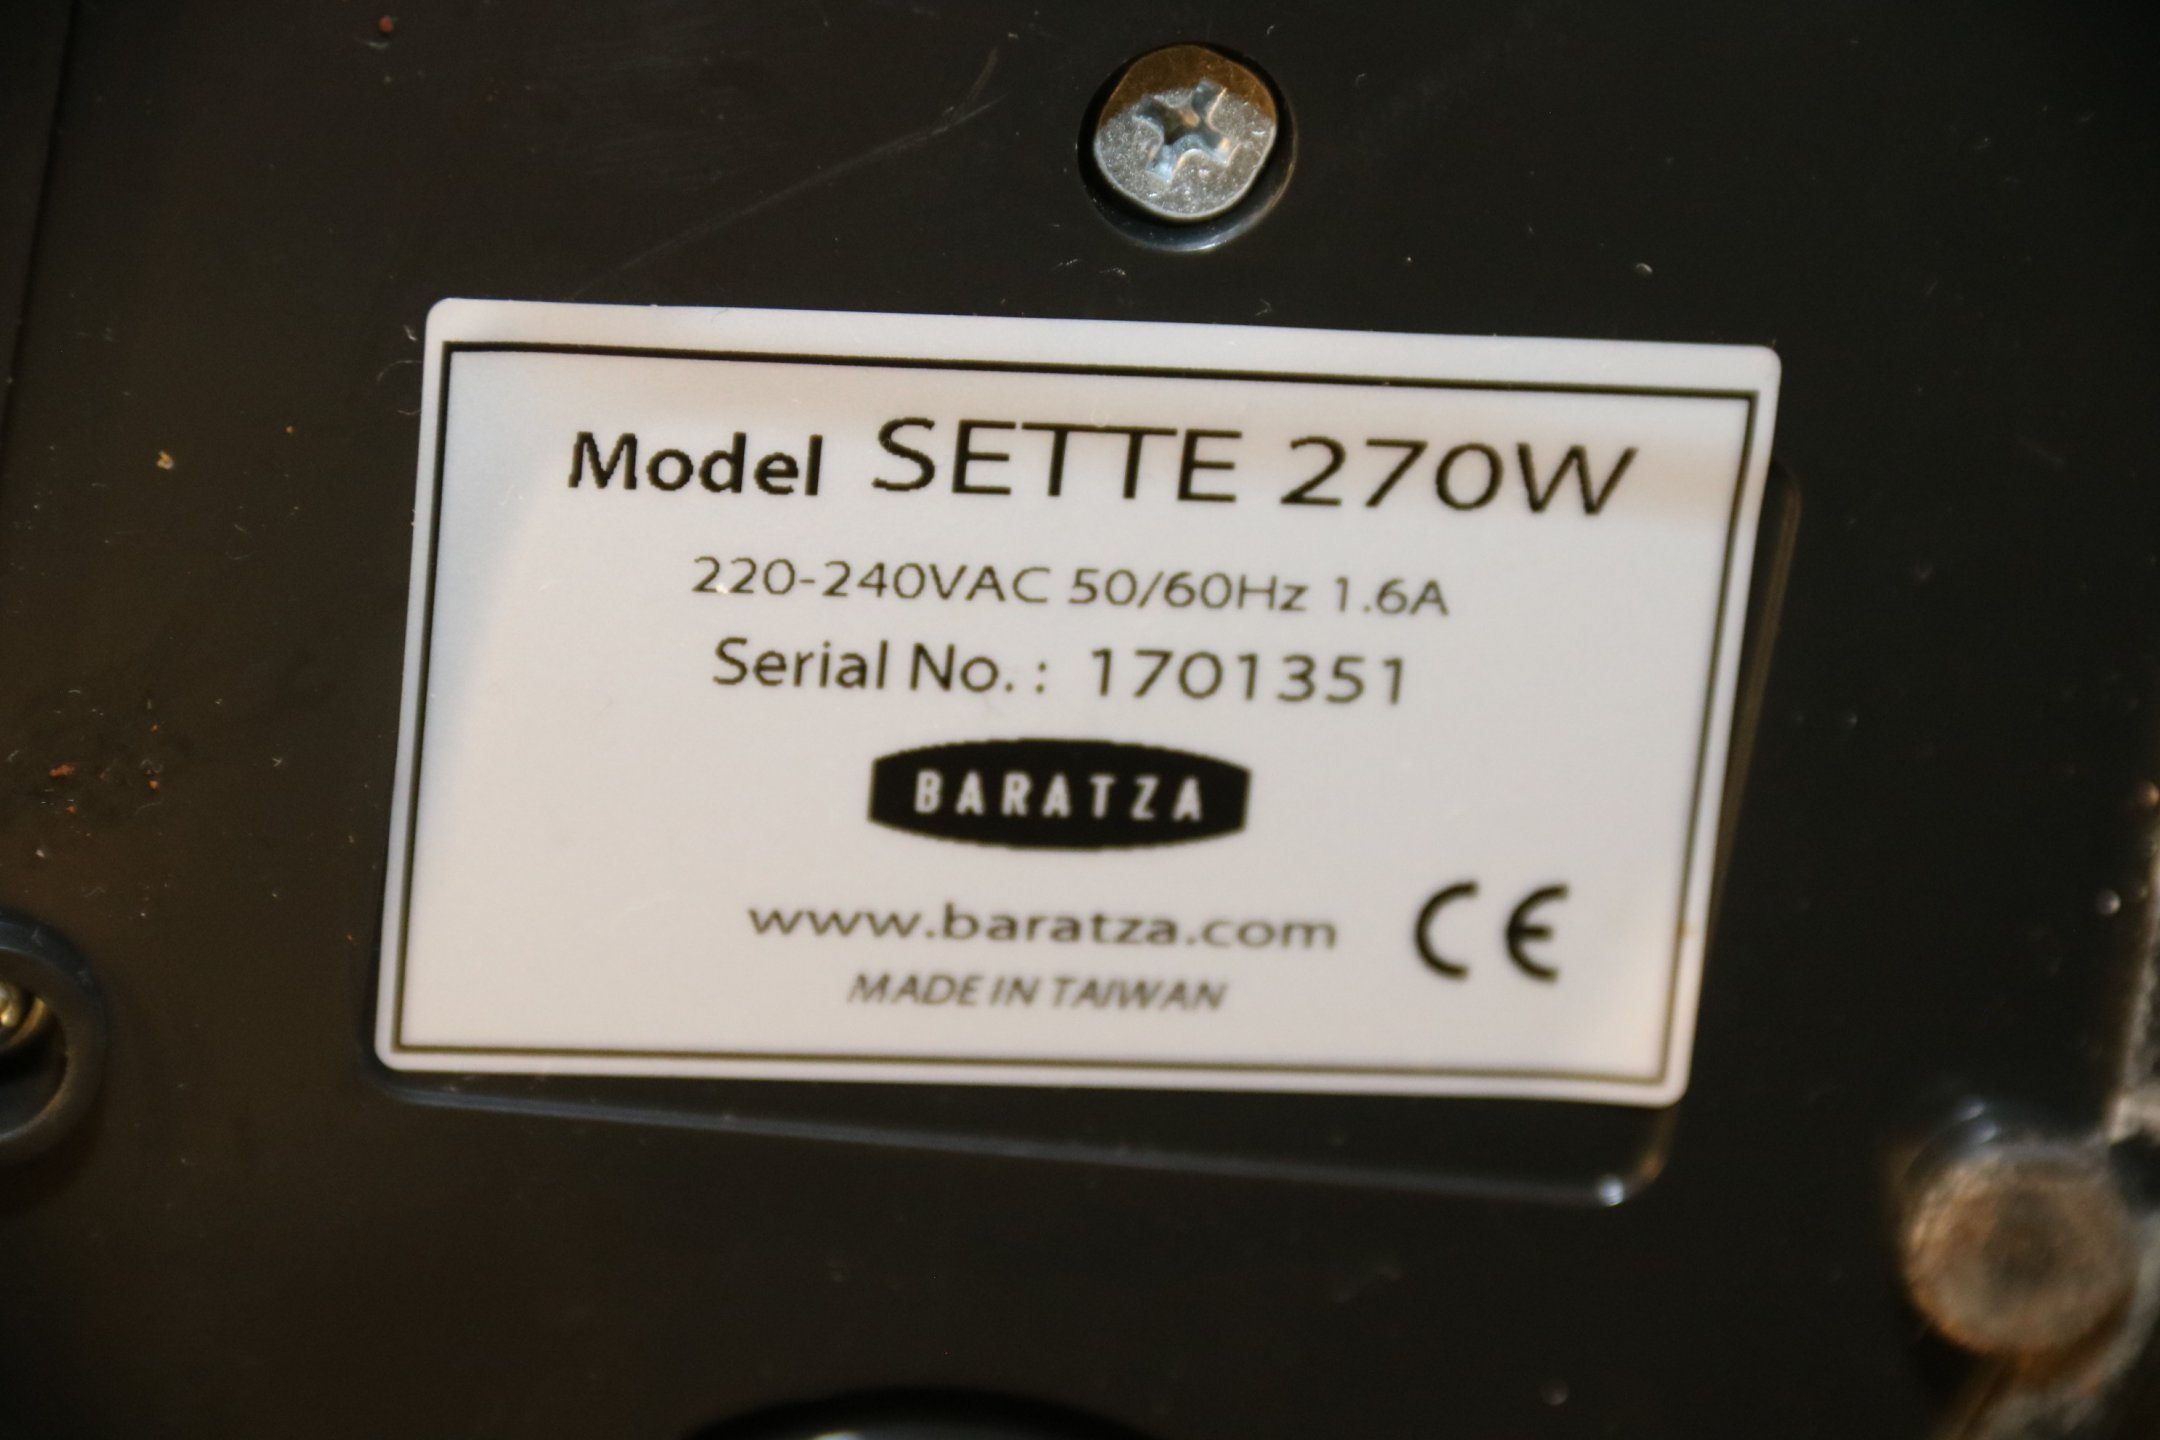 Model SETTE 270W
220-240VAC 50/60Hz 1.6A
Serial No. : 1701351
BARATZA
www.baratza.com
CE
MADE IN TAIWAN